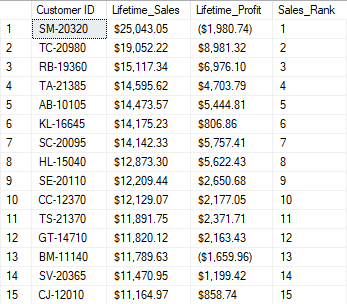 Customer ID Lifetime_Sales Lifetime_Profit Sales_Rank
1 SM-20320 $25,043.05 ($1,980.74) 1
2 TC-20980 $19,052.22 $8,981.32 2
3 RB-19360 $15,117.34 $6,976.10 3
4 TA-21385 $14,595.62 $4,703.79 4
5 AB-10105 $14,473.57 $5,444.81 5
6 KL-16645 $14,175.23 $806.86 6
7 SC-20095 $14,142.33 $5,757.41 7
8 HL-15040 $12,873.30 $5,622.43 8
9 SE-20110 $12,209.44 $2,650.68 9
10 CC-12370 $12,129.07 $2,177.05 10
11 TS-21370 $11,891.75 $2,371.71 11
12 GT-14710 $11,820.12 $2,163.43 12
13 BM-11140 $11,789.63 ($1,659.96) 13
14 SV-20365 $11,470.95 $1,199.42 14
15 CJ-12010 $11,164.97 $858.74 15